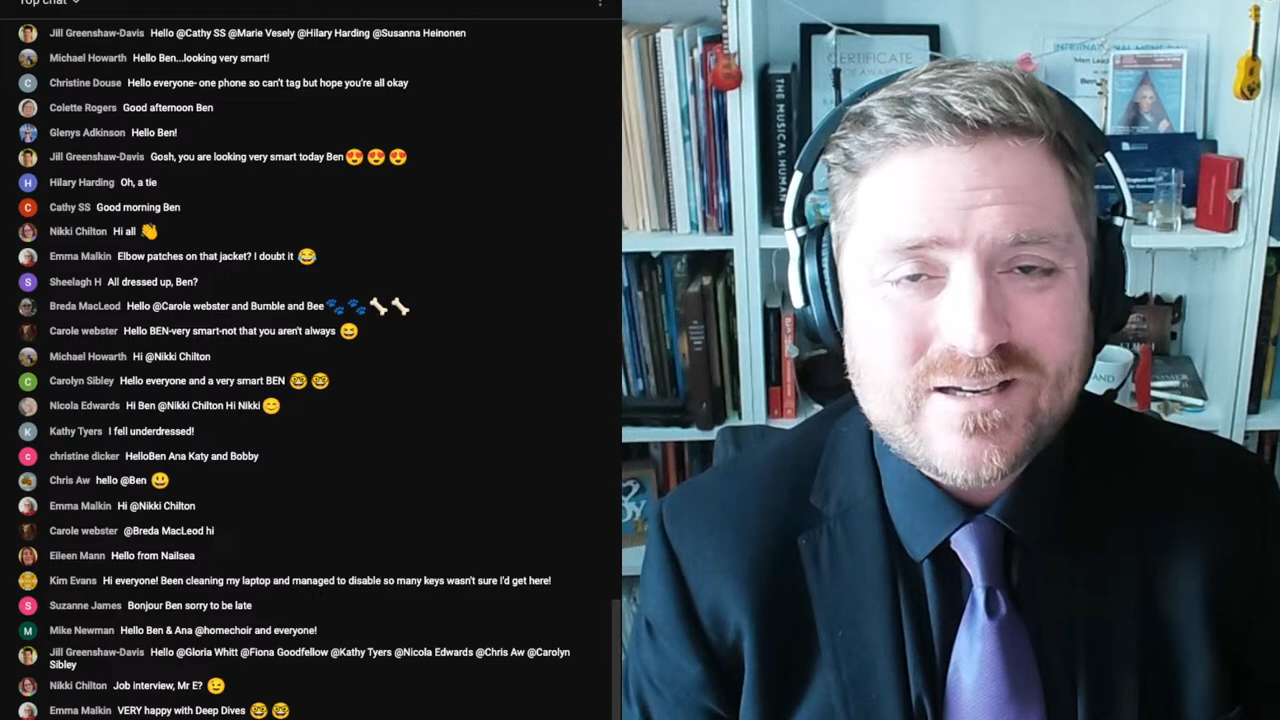 Top chat
Jill Greenshaw-Davis Hello @Cathy SS @Marie Vesely @Hilary Harding @Susanna Heinonen
Michael Howarth Hello Ben...looking very smart!
C Christine Douse Hello everyone- one phone so can't tag but hope you're all okay
Colette Rogers Good afternoon Ben
Glenys Adkinson Hello Ben!
Jill Greenshaw-Davis Gosh, you are looking very smart today Ben😍😍😍
H Hilary Harding Oh, a tie
C Cathy SS Good morning Ben
Nikki Chilton Hi all 👋
Emma Malkin Elbow patches on that jacket? I doubt it 😂
S Sheelagh H All dressed up, Ben?
Breda MacLeod Hello @Carole webster and Bumble and Bee🐾🐾🦴🦴
Carole webster Hello BEN-very smart-not that you aren't always 😆
Michael Howarth Hi @Nikki Chilton
C Carolyn Sibley Hello everyone and a very smart BEN 🤓🤓
Nicola Edwards Hi Ben @Nikki Chilton Hi Nikki😊
K Kathy Tyers I fell underdressed!
c christine dicker HelloBen Ana Katy and Bobby
Chris Aw hello @Ben 😃
Emma Malkin Hi @Nikki Chilton
Carole webster @Breda MacLeod hi
Eileen Mann Hello from Nailsea
Kim Evans Hi everyone! Been cleaning my laptop and managed to disable so many keys wasn't sure I'd get here!
S Suzanne James Bonjour Ben sorry to be late
M Mike Newman Hello Ben & Ana @homechoir and everyone!
Jill Greenshaw-Davis Hello @Gloria Whitt @Fiona Goodfellow @Kathy Tyers @Nicola Edwards @Chris Aw @Carolyn
Sibley
Nikki Chilton Job interview, Mr E? 😉
Emma Malkin VERY happy with Deep Dives 🤓🤓
CERTIFICATE
THE MUSICAL HUMAN
INTERNATIONAL